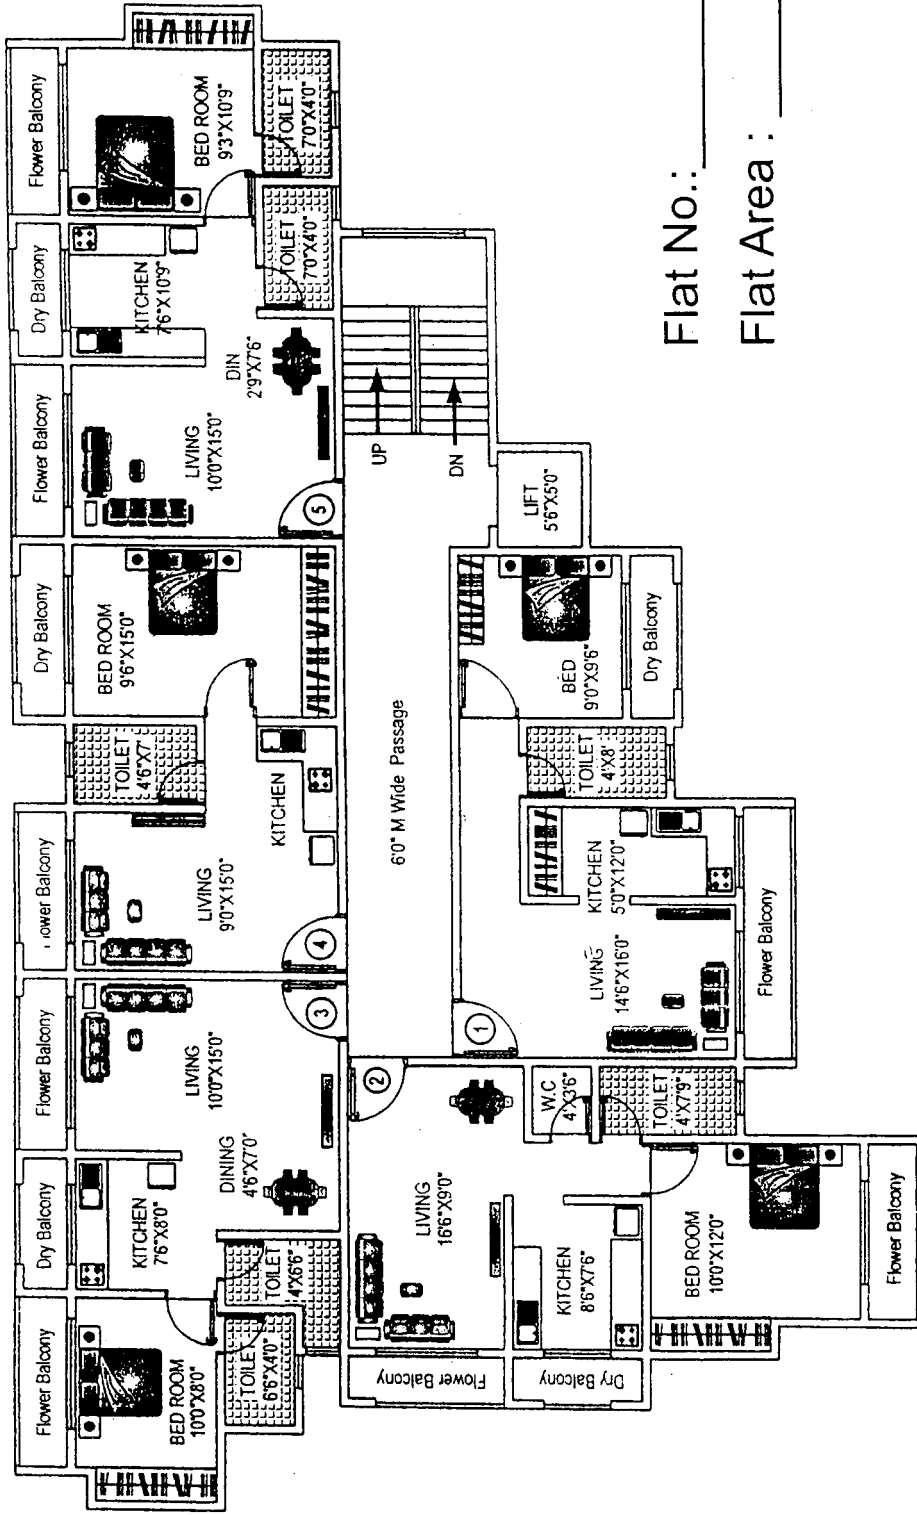 Flower Balcony
Dry Balcony
Flower Balcony
Flower Balcony
Dry Balcony
Flower Balcony
Dry Balcony
Flower Balcony
BED ROOM
10'0"X8'0"
TOILET
6'6"X4'0"
TOILET
4'X6'6"
KITCHEN
7'6"X8'0"
DINING
4'6"X7'0"
LIVING
10'0"X15'0"
3
LIVING
9'0"X15'0"
4
TOILET
4'6"X7'
KITCHEN
BED ROOM
9'6"X15'0"
LIVING
10'0"X15'0"
5
DIN
2'9"X7'6"
KITCHEN
7'6"X10'9"
TOILET
7'0"X4'0"
BED ROOM
9'3"X10'9"
TOILET
7'0"X4'0"
6'0" M Wide Passage
UP
DN
LIFT
5'6"X5'0"
Flower Balcony
Dry Balcony
LIVING
16'6"X9'0"
2
KITCHEN
8'6"X7'6"
W.C
4'X3'6"
TOILET
4'X7'9"
BED ROOM
10'0"X12'0"
Flower Balcony
1
LIVING
14'6"X16'0"
KITCHEN
5'0"X12'0"
Flower Balcony
TOILET
4'X8'
BED
9'0"X9'6"
Dry Balcony
Flat No.:
Flat Area :